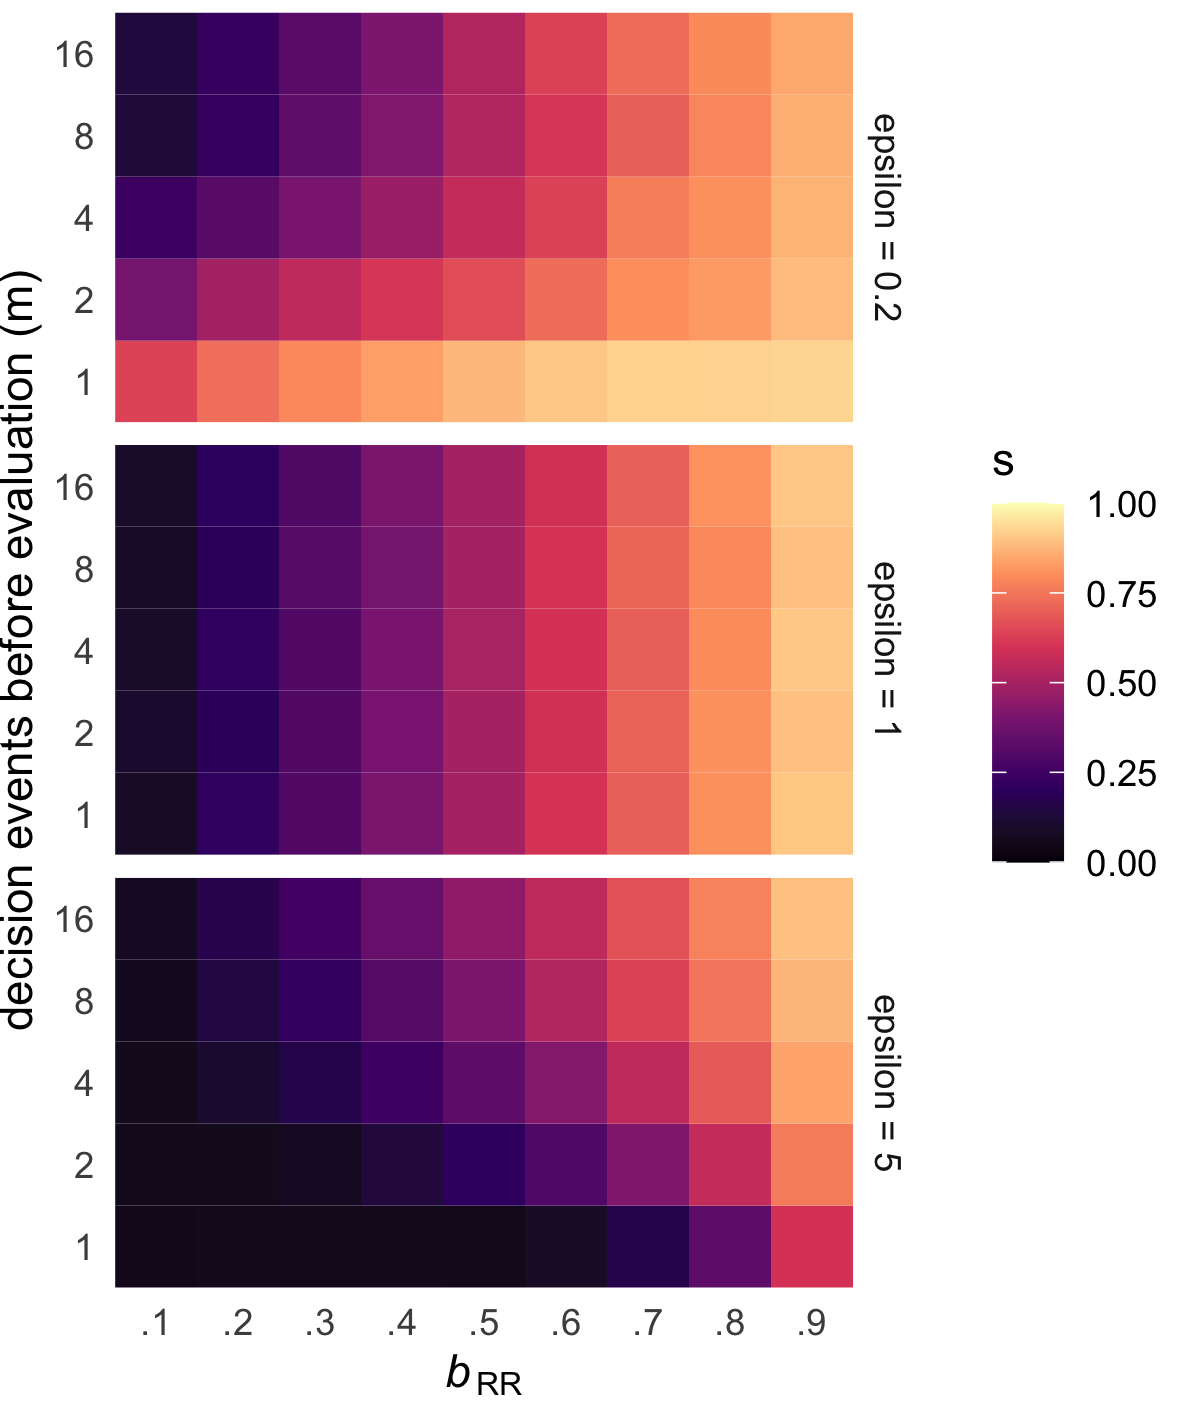 decision events before evaluation (m)
16
8
4
2
1
epsilon = 0.2
16
8
4
2
1
epsilon = 1
16
8
4
2
1
epsilon = 5
.1 .2 .3 .4 .5 .6 .7 .8 .9
b RR
s
1.00
0.75
0.50
0.25
0.00